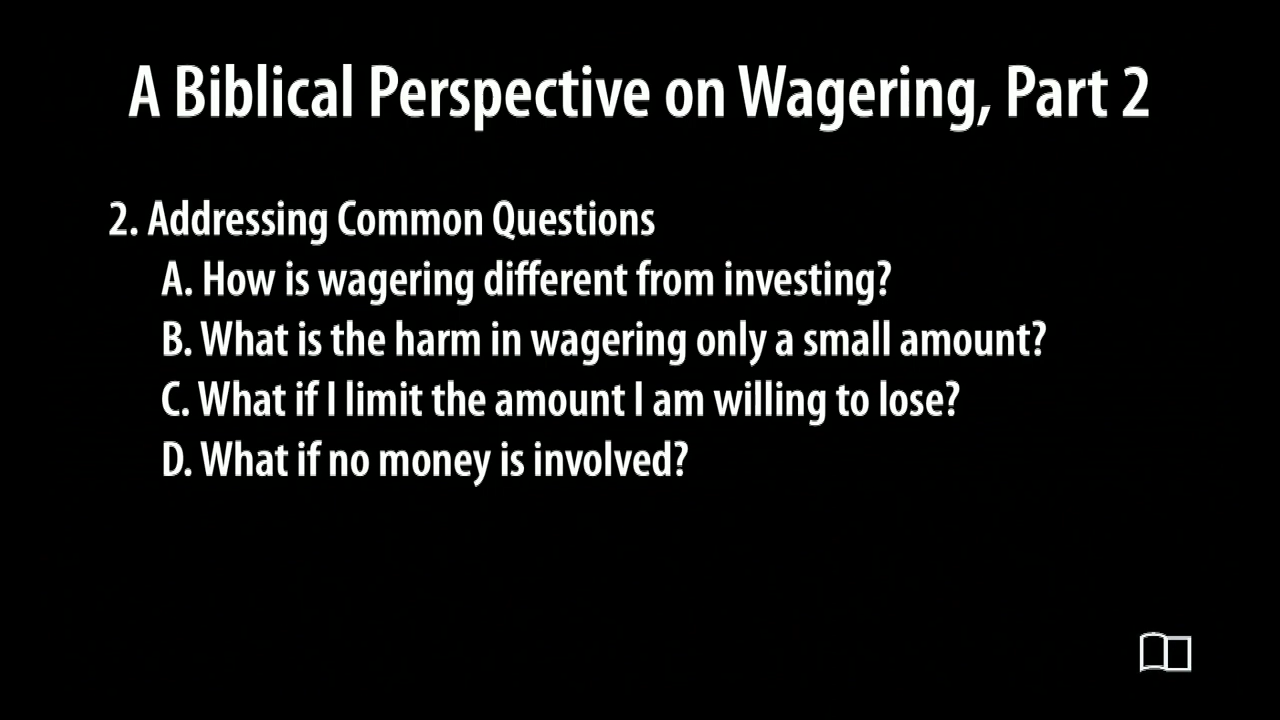 A Biblical Perspective on Wagering, Part 2
2. Addressing Common Questions
A. How is wagering different from investing?
B. What is the harm in wagering only a small amount?
C. What if I limit the amount I am willing to lose?
D. What if no money is involved?